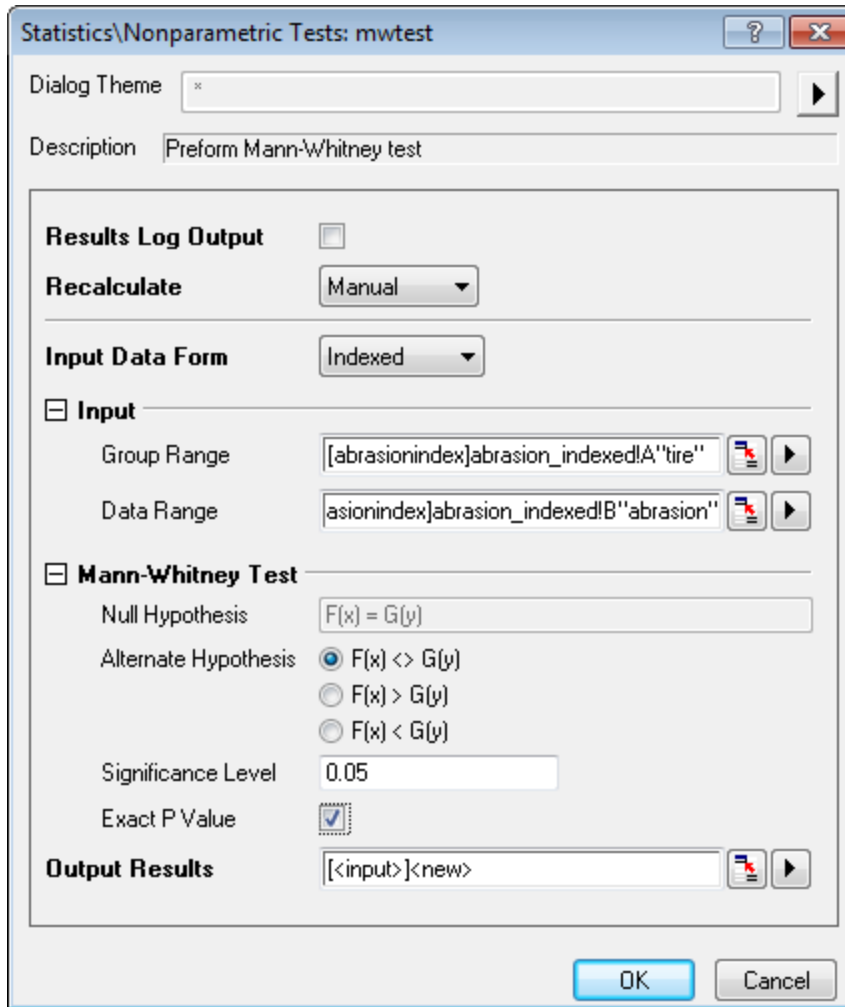 Statistics\Nonparametric Tests: mwtest
Dialog Theme *
Description Preform Mann-Whitney test
Results Log Output
Recalculate Manual
Input Data Form Indexed
Input
Group Range [abrasionindex]abrasion_indexed!A"tire"
Data Range asionindex]abrasion_indexed!B"abrasion"
Mann-Whitney Test
Null Hypothesis F(x) = G(y)
Alternate Hypothesis F(x) <> G(y)
F(x) > G(y)
F(x) < G(y)
Significance Level 0.05
Exact P Value
Output Results [<input>]<new>
OK Cancel